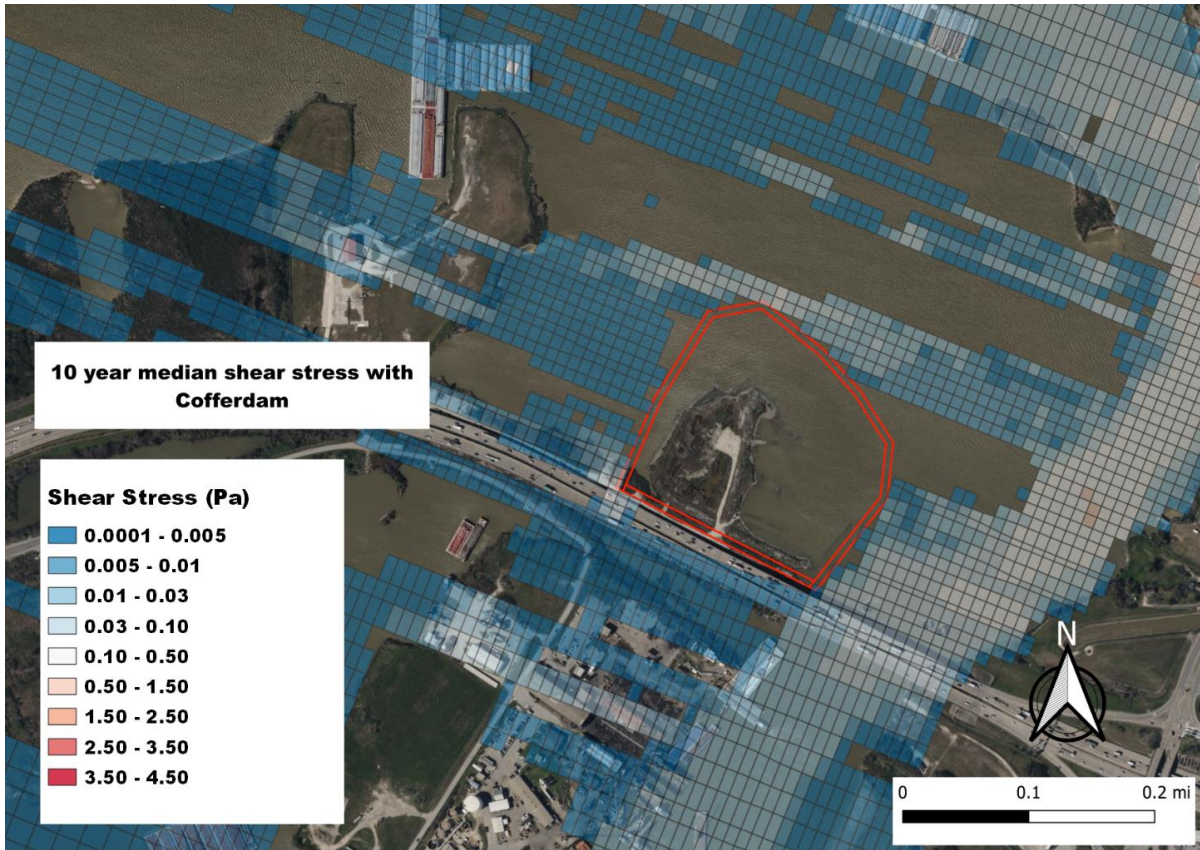 10 year median shear stress with
Cofferdam
Shear Stress (Pa)
0.0001 - 0.005
0.005 - 0.01
0.01 - 0.03
0.03 - 0.10
0.10 - 0.50
0.50 - 1.50
1.50 - 2.50
2.50 - 3.50
3.50 - 4.50
N
0 0.1 0.2 mi